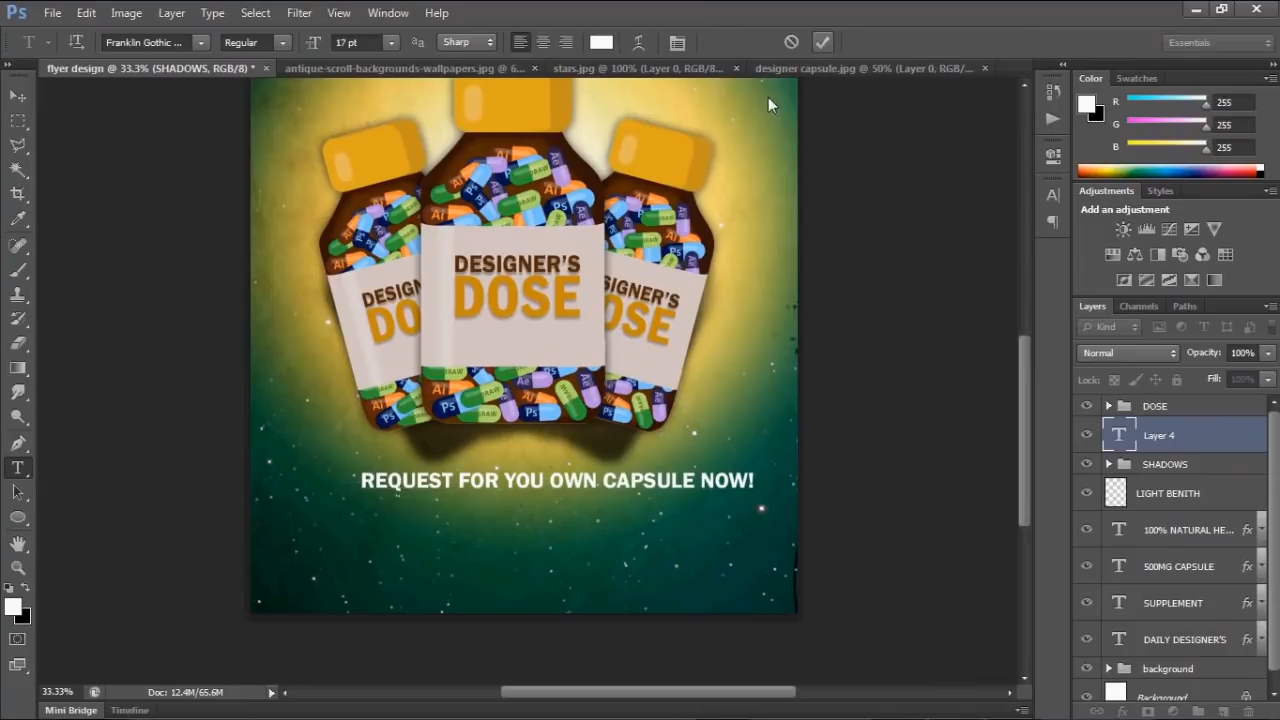 Ps File Edit Image Layer Type Select Filter View Window Help
T Franklin Gothic ... Regular 17 pt Sharp Essentials
flyer design @ 33.3% (SHADOWS, RGB/8) * × antique-scroll-backgrounds-wallpapers.jpg @ 6... × stars.jpg @ 100% (Layer 0, RGB/8... × designer capsule.jpg @ 50% (Layer 0, RGB/... ×
Color Swatches
R 255
G 255
B 255
Adjustments Styles
Add an adjustment
Layers Channels Paths
Kind
Normal Opacity: 100%
Lock: Fill: 100%
DOSE
Layer 4
SHADOWS
LIGHT BENITH
100% NATURAL HE... fx
500MG CAPSULE fx
SUPPLEMENT fx
DAILY DESIGNER'S fx
background
Background
DESIGNER'S
DOSE
DESIGN
DO
SIGNER'S
OSE
REQUEST FOR YOU OWN CAPSULE NOW!
33.33% Doc: 12.4M/65.6M
Mini Bridge Timeline